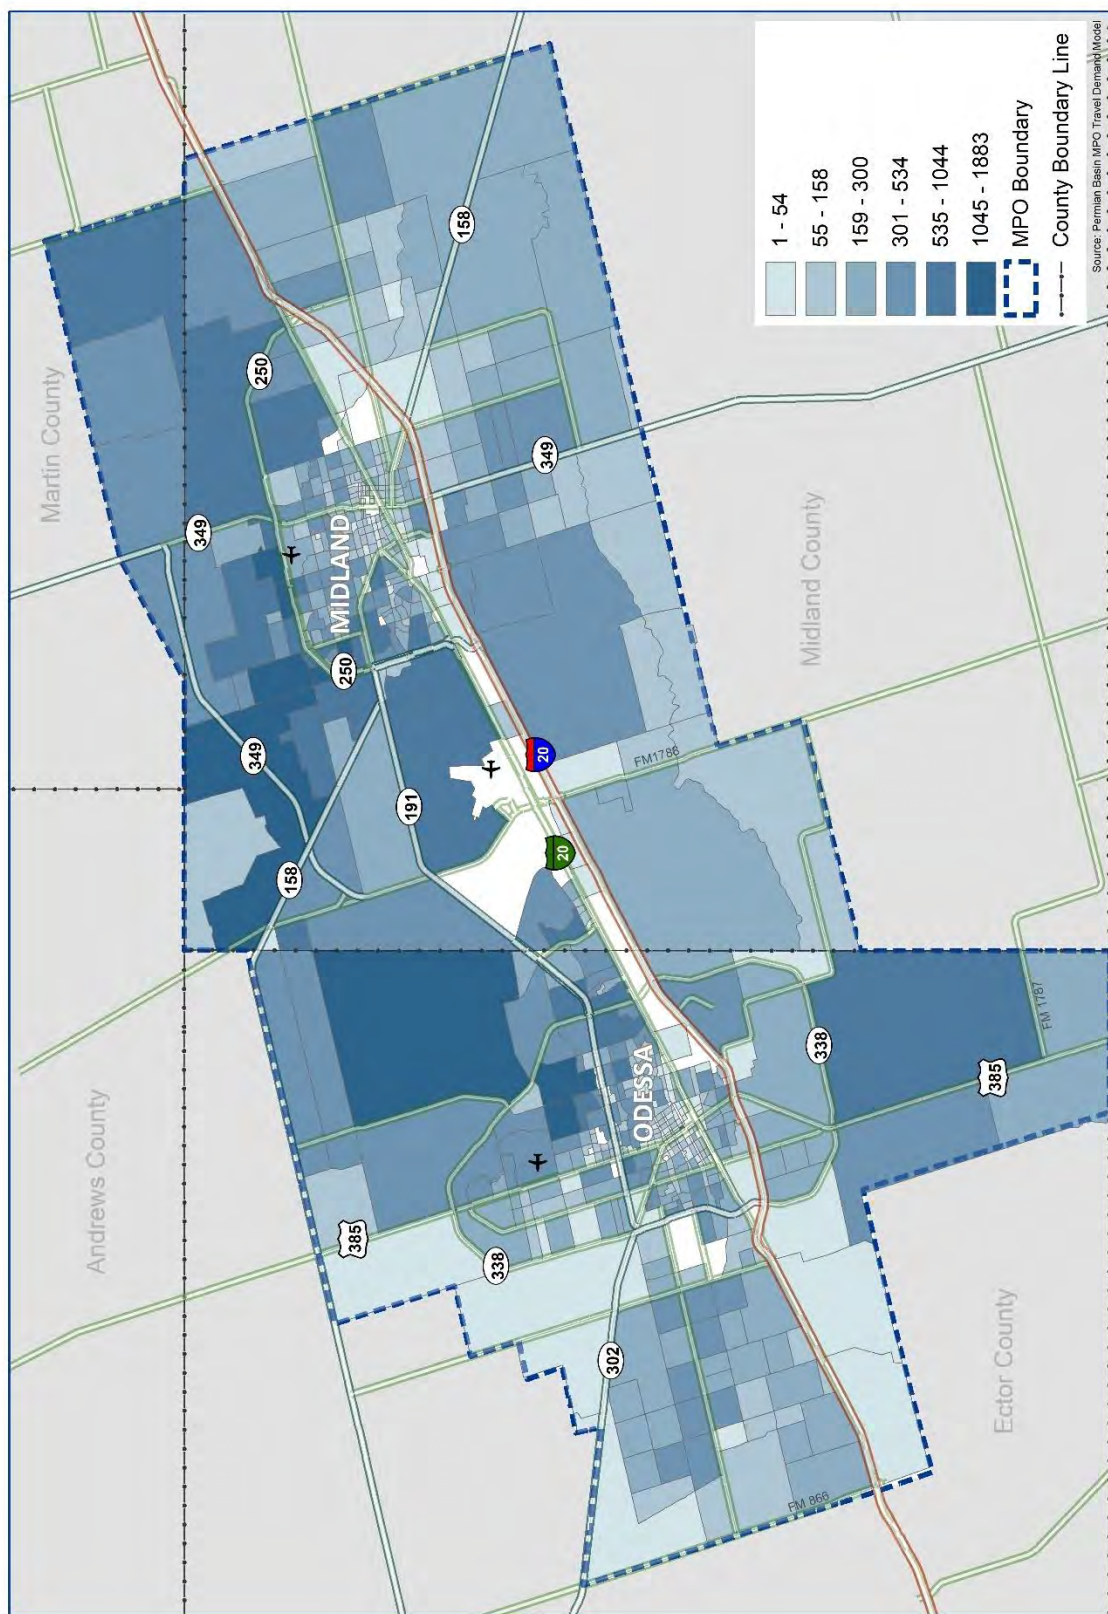 Andrews County
Martin County
349
349
250
158
250
MIDLAND
385
191
158
338
20
20
349
302
ODESSA
FM1788
FM 866
338
Midland County
385
Ector County
FM 1787
1 - 54
55 - 158
159 - 300
301 - 534
535 - 1044
1045 - 1883
MPO Boundary
County Boundary Line
Source: Permian Basin MPO Travel Demand Model